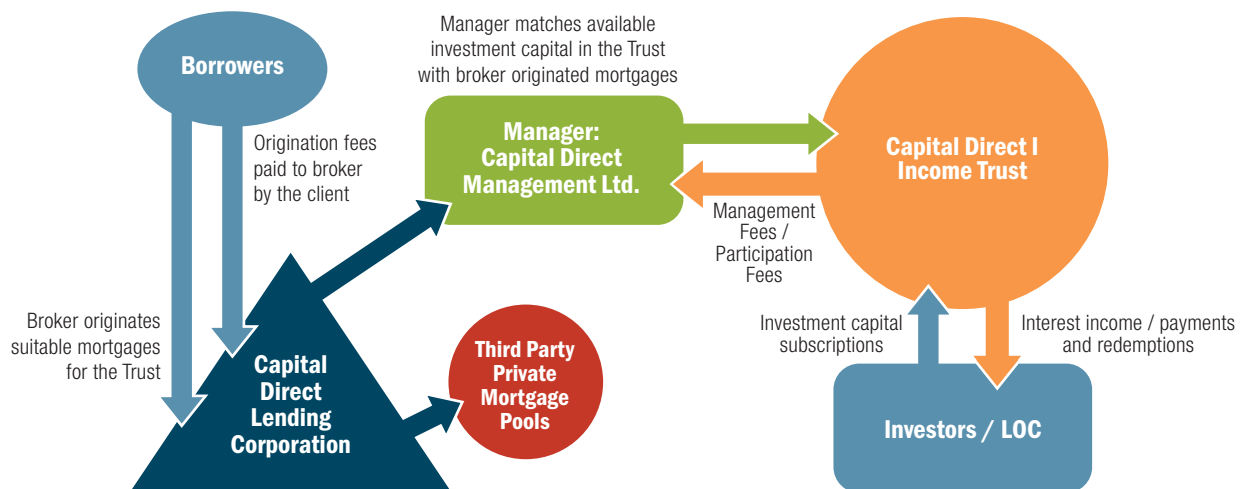 Borrowers
Manager matches available
investment capital in the Trust
with broker originated mortgages
Origination fees
paid to broker
by the client
Manager:
Capital Direct
Management Ltd.
Capital Direct I
Income Trust
Management
Fees /
Participation
Fees
Broker originates
suitable mortgages
for the Trust
Capital
Direct
Lending
Corporation
Third Party
Private
Mortgage
Pools
Investment capital
subscriptions
Interest income / payments
and redemptions
Investors / LOC